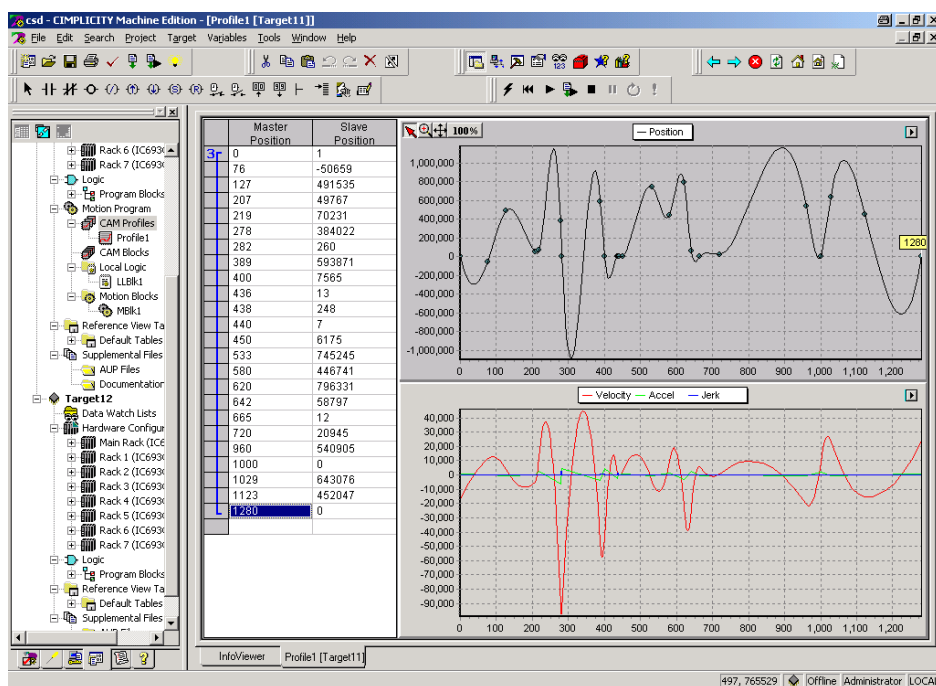 csd - CIMPLICITY Machine Edition - [Profile1 [Target11]]
File Edit Search Project Target Variables Tools Window Help
Rack 6 (IC693
Rack 7 (IC693
Logic
Program Blocks
Motion Program
CAM Profiles
Profile1
CAM Blocks
Local Logic
LLBlk1
Motion Blocks
MBlk1
Reference View Ta
Default Tables
Supplemental Files
AUP Files
Documentation
Target12
Data Watch Lists
Hardware Configur
Main Rack (IC6
Rack 1 (IC693
Rack 2 (IC693
Rack 3 (IC693
Rack 4 (IC693
Rack 5 (IC693
Rack 6 (IC693
Rack 7 (IC693
Logic
Program Blocks
Reference View Ta
Default Tables
Supplemental Files
Master Position Slave Position
3
0 1
76 -50659
127 491535
207 49767
219 70231
278 384022
282 260
389 593871
400 7565
436 13
438 248
440 7
450 6175
533 745245
580 446741
620 796331
642 58797
665 12
720 20945
960 540905
1000 0
1029 643076
1123 452047
1280 0
100%
Position
1,000,000
800,000
600,000
400,000
200,000
0
-200,000
-400,000
-600,000
-800,000
-1,000,000
1280
0 100 200 300 400 500 600 700 800 900 1,000 1,100 1,200
Velocity Accel Jerk
40,000
30,000
20,000
10,000
0
-10,000
-20,000
-30,000
-40,000
-50,000
-60,000
-70,000
-80,000
-90,000
0 100 200 300 400 500 600 700 800 900 1,000 1,100 1,200
InfoViewer Profile1 [Target11]
497, 765529 Offline Administrator LOCAL